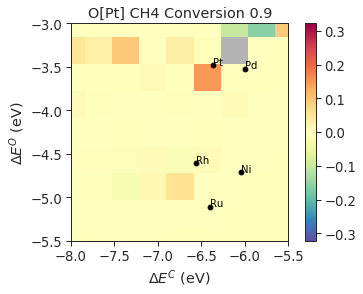 O[Pt] CH4 Conversion 0.9
−3.0
−3.5
−4.0
−4.5
−5.0
−5.5
ΔE^O (eV)
Pt
Pd
Rh
Ni
Ru
−8.0 −7.5 −7.0 −6.5 −6.0 −5.5
ΔE^C (eV)
0.3
0.2
0.1
0.0
−0.1
−0.2
−0.3